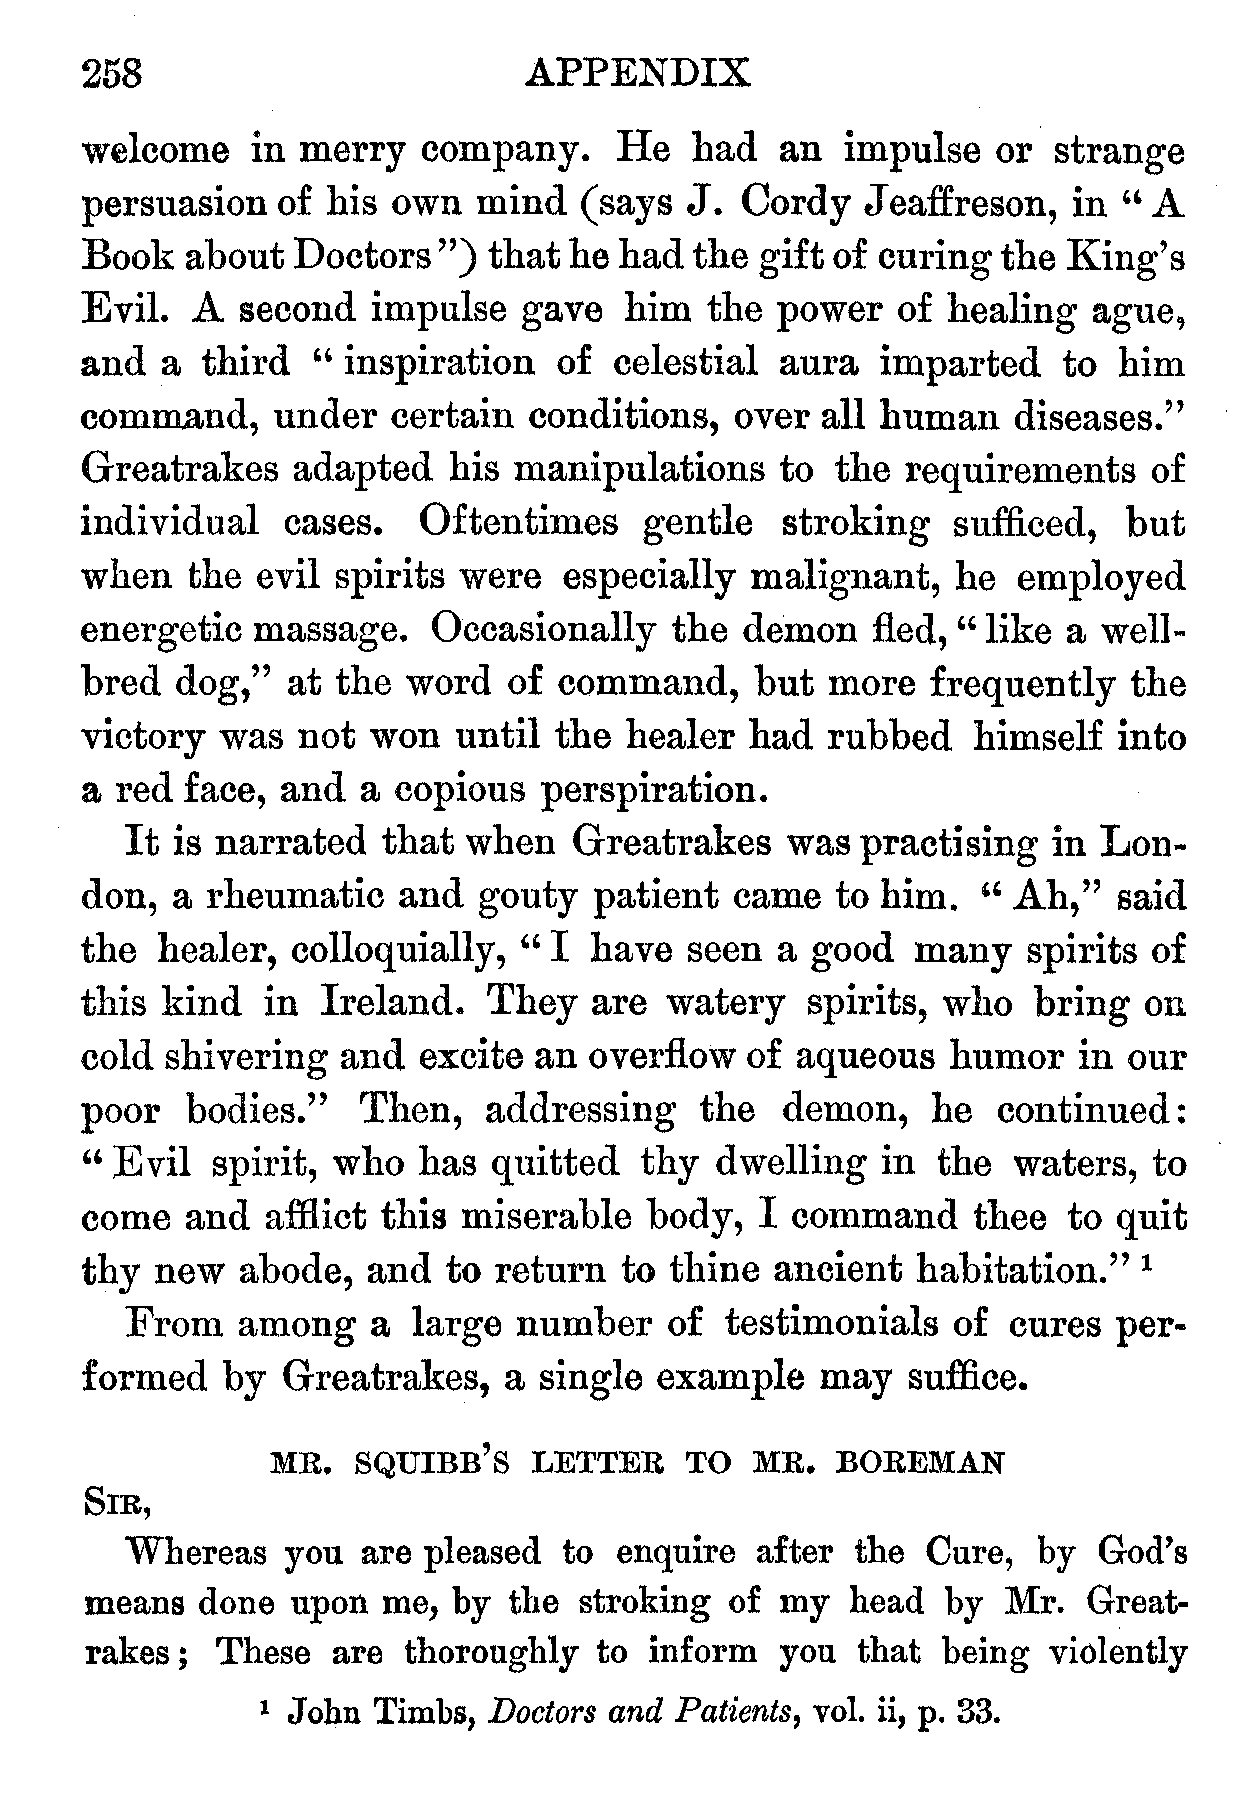 258 APPENDIX
welcome in merry company. He had an impulse or strange
persuasion of his own mind (says J. Cordy Jeaffreson, in “ A
Book about Doctors ”) that he had the gift of curing the King’s
Evil. A second impulse gave him the power of healing ague,
and a third “ inspiration of celestial aura imparted to him
command, under certain conditions, over all human diseases.”
Greatrakes adapted his manipulations to the requirements of
individual cases. Oftentimes gentle stroking sufficed, but
when the evil spirits were especially malignant, he employed
energetic massage. Occasionally the demon fled, “ like a well-
bred dog,” at the word of command, but more frequently the
victory was not won until the healer had rubbed himself into
a red face, and a copious perspiration.
It is narrated that when Greatrakes was practising in Lon-
don, a rheumatic and gouty patient came to him. “ Ah,” said
the healer, colloquially, “ I have seen a good many spirits of
this kind in Ireland. They are watery spirits, who bring on
cold shivering and excite an overflow of aqueous humor in our
poor bodies.” Then, addressing the demon, he continued:
“ Evil spirit, who has quitted thy dwelling in the waters, to
come and afflict this miserable body, I command thee to quit
thy new abode, and to return to thine ancient habitation.” ¹
From among a large number of testimonials of cures per-
formed by Greatrakes, a single example may suffice.
MR. SQUIBB’S LETTER TO MR. BOREMAN
SIR,
Whereas you are pleased to enquire after the Cure, by God’s
means done upon me, by the stroking of my head by Mr. Great-
rakes; These are thoroughly to inform you that being violently
¹ John Timbs, Doctors and Patients, vol. ii, p. 33.